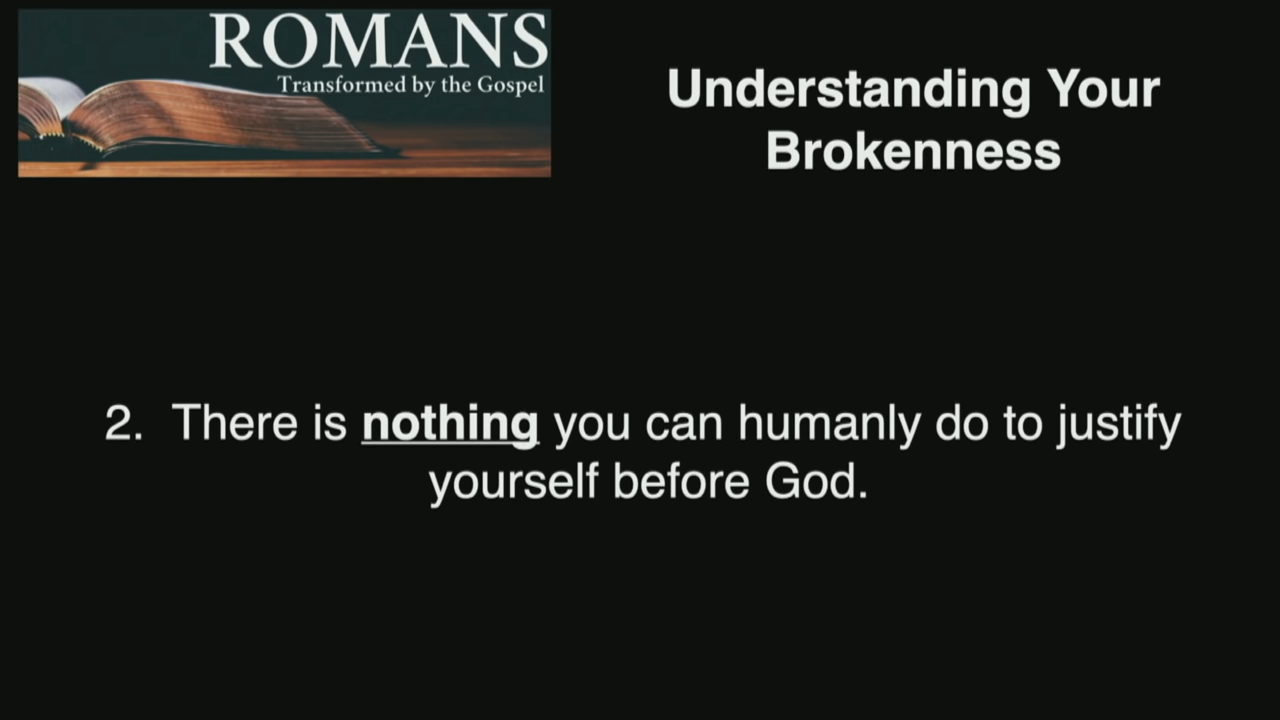 ROMANS
Transformed by the Gospel
Understanding Your
Brokenness
2. There is nothing you can humanly do to justify
yourself before God.